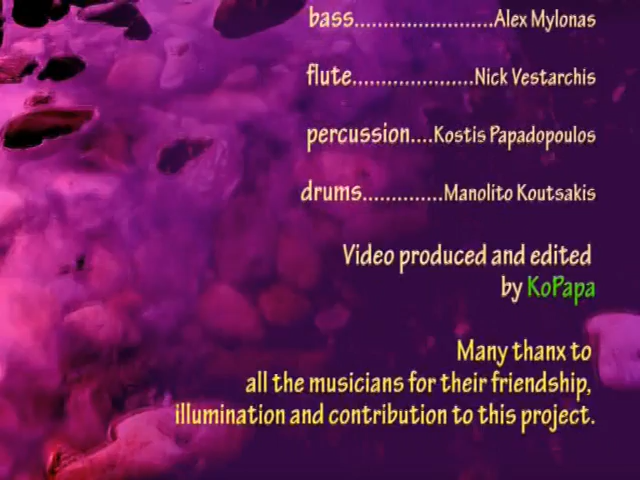 bass........................Alex Mylonas
flute.....................Nick Vestarchis
percussion....Kostis Papadopoulos
drums..............Manolito Koutsakis
Video produced and edited
by KoPapa
Many thanx to
all the musicians for their friendship,
illumination and contribution to this project.